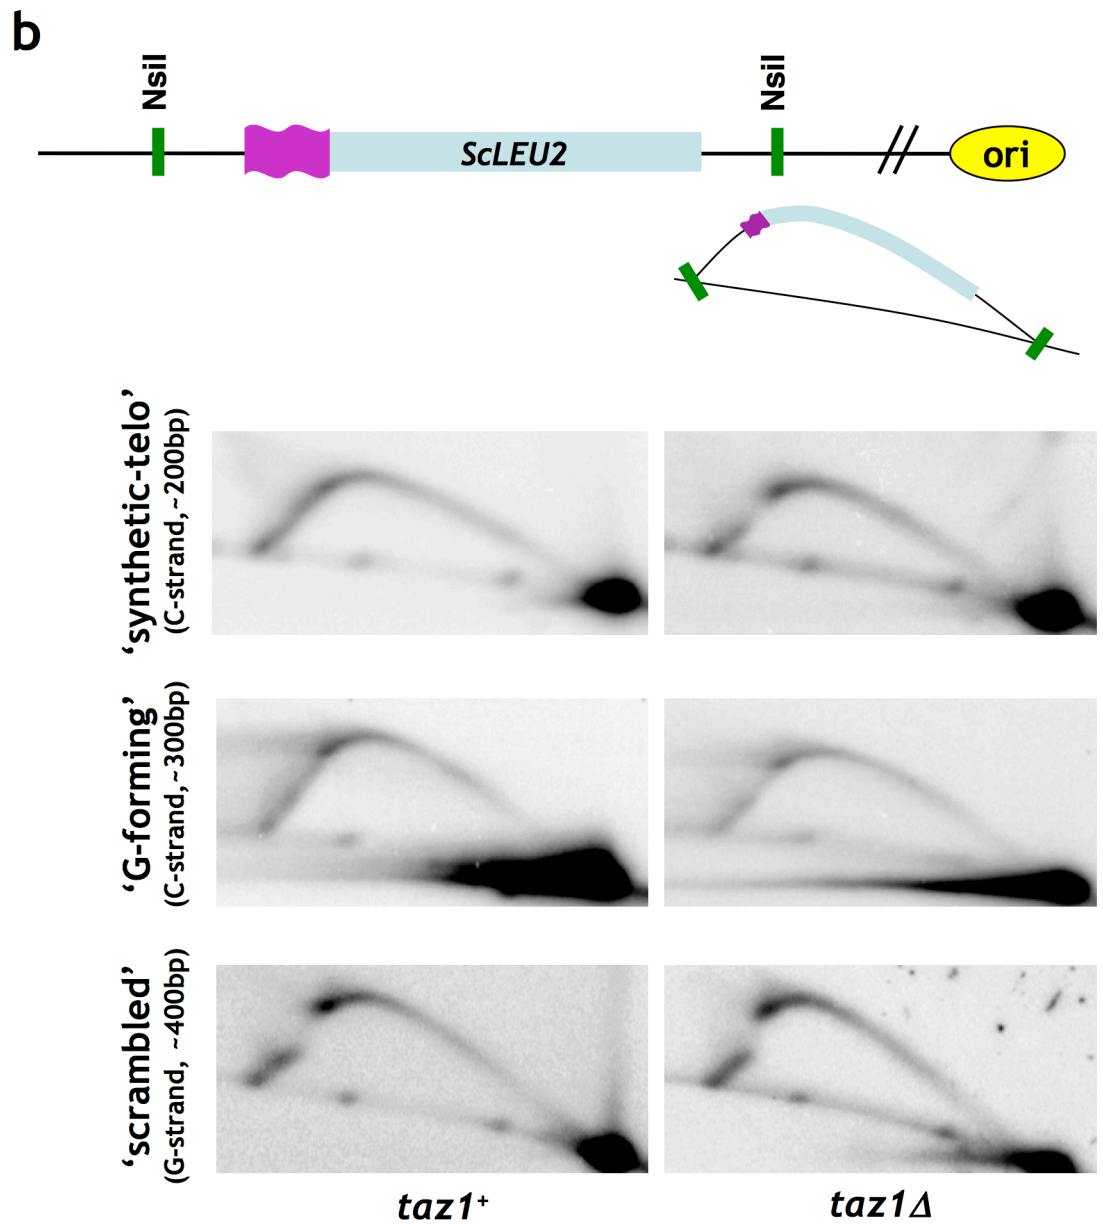 b
NsiI
NsiI
ScLEU2
ori
‘synthetic-telo’
(C-strand,~200bp)
‘G-forming’
(C-strand,~300bp)
‘scrambled’
(G-strand, ~400bp)
taz1⁺
taz1Δ